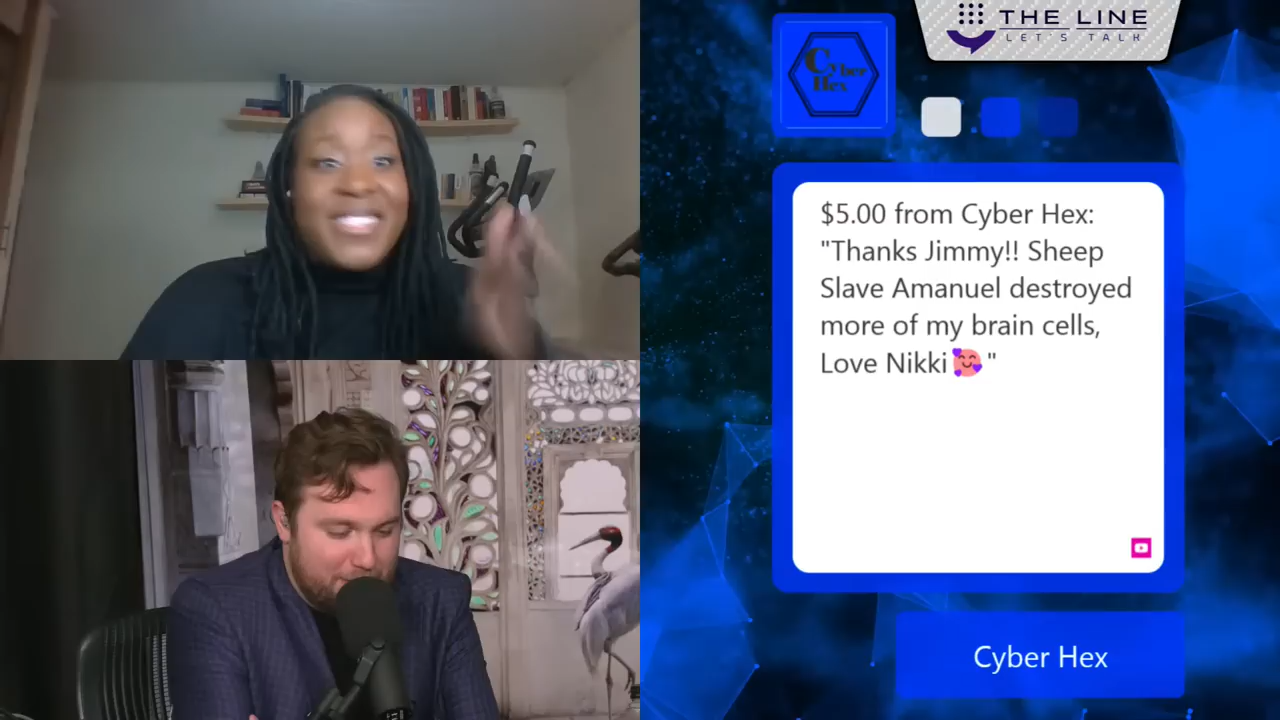 THE LINE
LET'S TALK
Cyber
Hex
$5.00 from Cyber Hex:
"Thanks Jimmy!! Sheep
Slave Amanuel destroyed
more of my brain cells,
Love Nikki🥰"
Cyber Hex